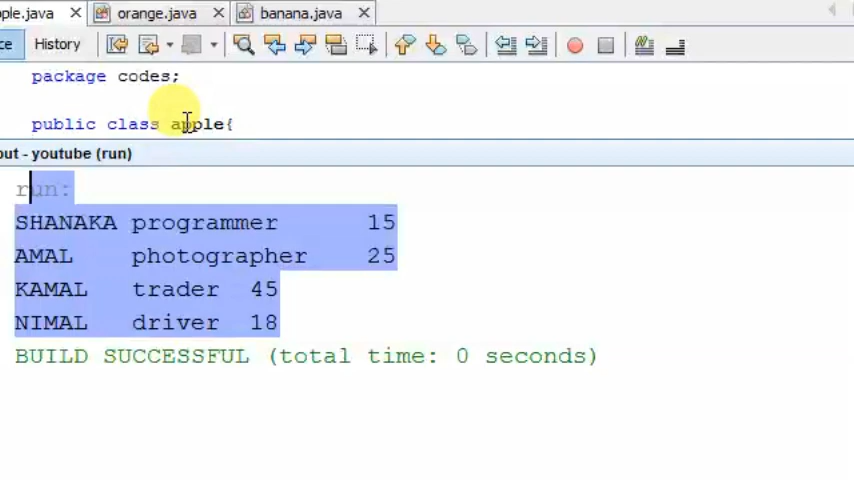 ple.java orange.java banana.java
ce History
package codes;
public class apple{
out - youtube (run)
run:
SHANAKA programmer 15
AMAL photographer 25
KAMAL trader 45
NIMAL driver 18
BUILD SUCCESSFUL (total time: 0 seconds)